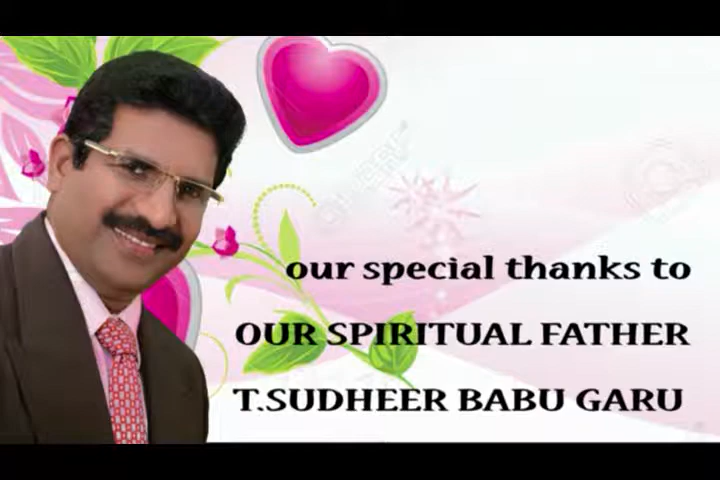 our special thanks to
OUR SPIRITUAL FATHER
T.SUDHEER BABU GARU